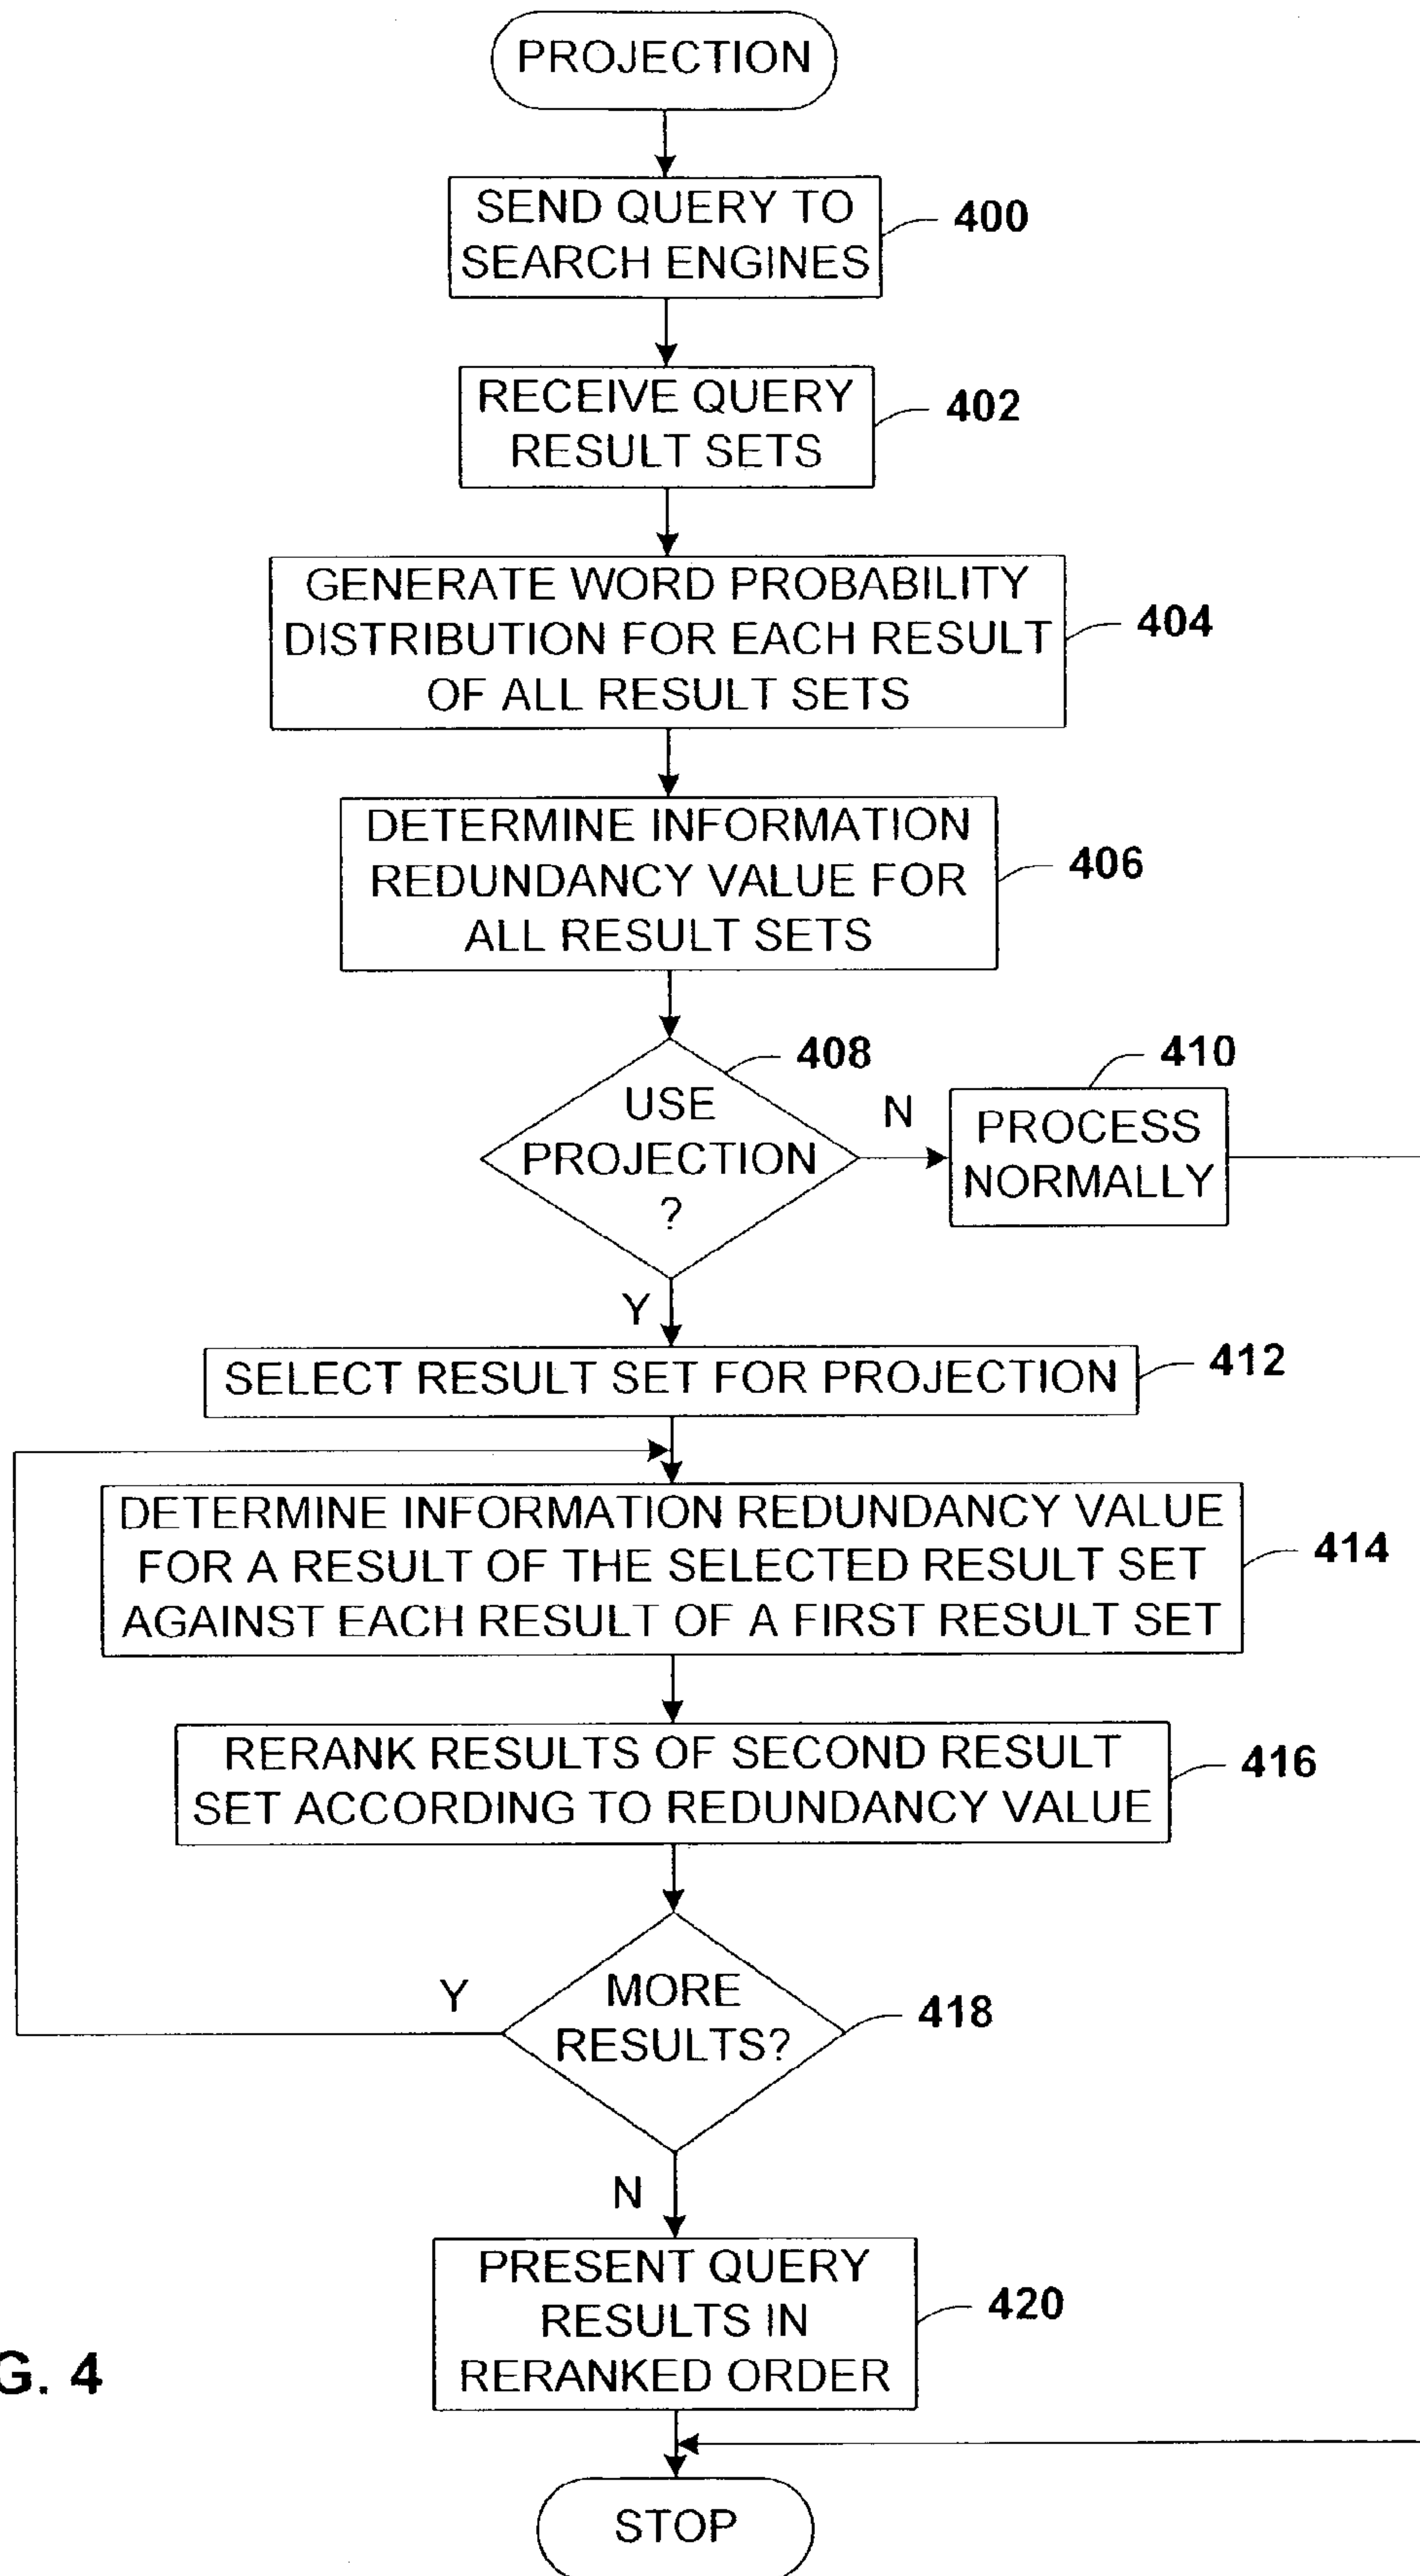 PROJECTION
SEND QUERY TO
SEARCH ENGINES
400
RECEIVE QUERY
RESULT SETS
402
GENERATE WORD PROBABILITY
DISTRIBUTION FOR EACH RESULT
OF ALL RESULT SETS
404
DETERMINE INFORMATION
REDUNDANCY VALUE FOR
ALL RESULT SETS
406
408
USE
PROJECTION
?
N
410
PROCESS
NORMALLY
Y
SELECT RESULT SET FOR PROJECTION
412
DETERMINE INFORMATION REDUNDANCY VALUE
FOR A RESULT OF THE SELECTED RESULT SET
AGAINST EACH RESULT OF A FIRST RESULT SET
414
RERANK RESULTS OF SECOND RESULT
SET ACCORDING TO REDUNDANCY VALUE
416
Y
MORE
RESULTS?
418
N
PRESENT QUERY
RESULTS IN
RERANKED ORDER
420
G. 4
STOP